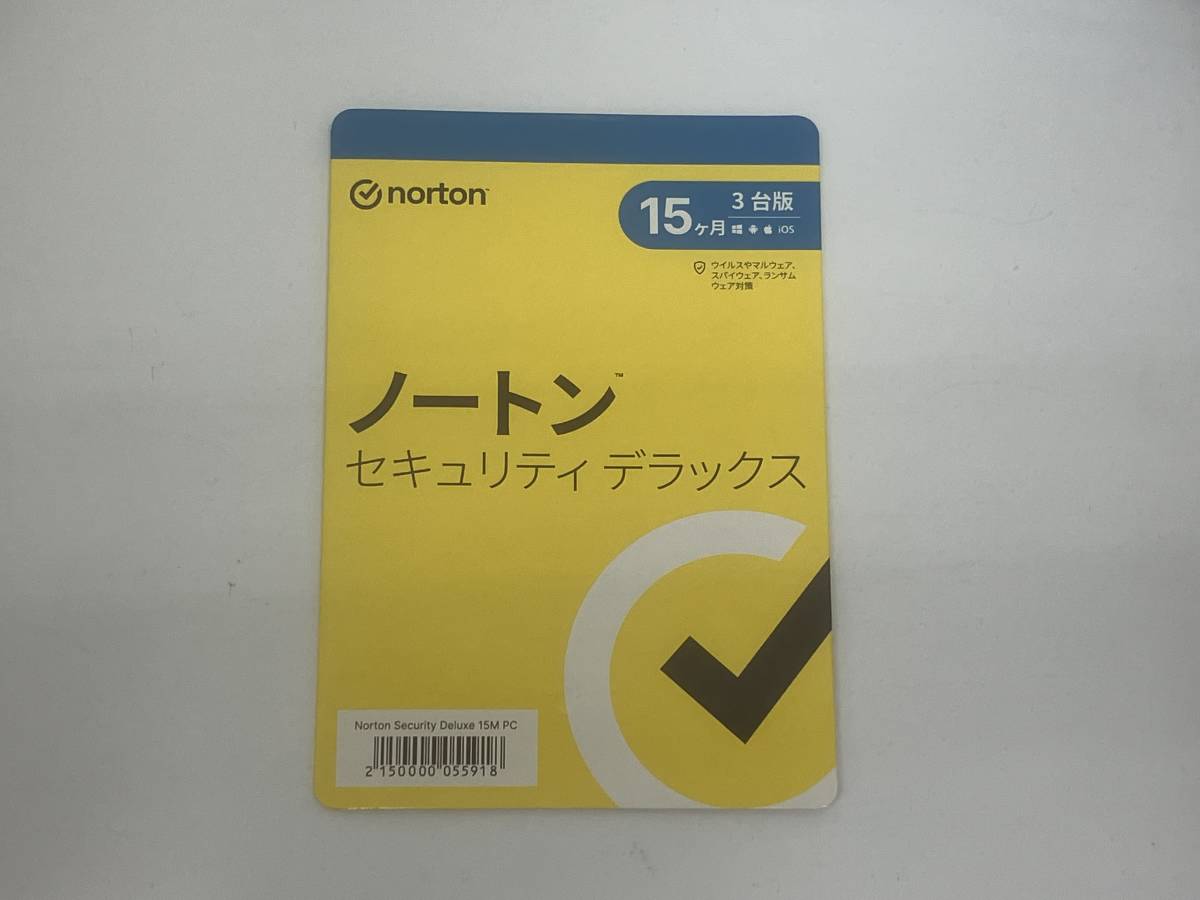 norton
15ヶ月
3台版
iOS
ウイルスやマルウェア、
スパイウェア、ランサム
ウェア対策
ノートン™
セキュリティ デラックス
Norton Security Deluxe 15M PC
2 150000 055918